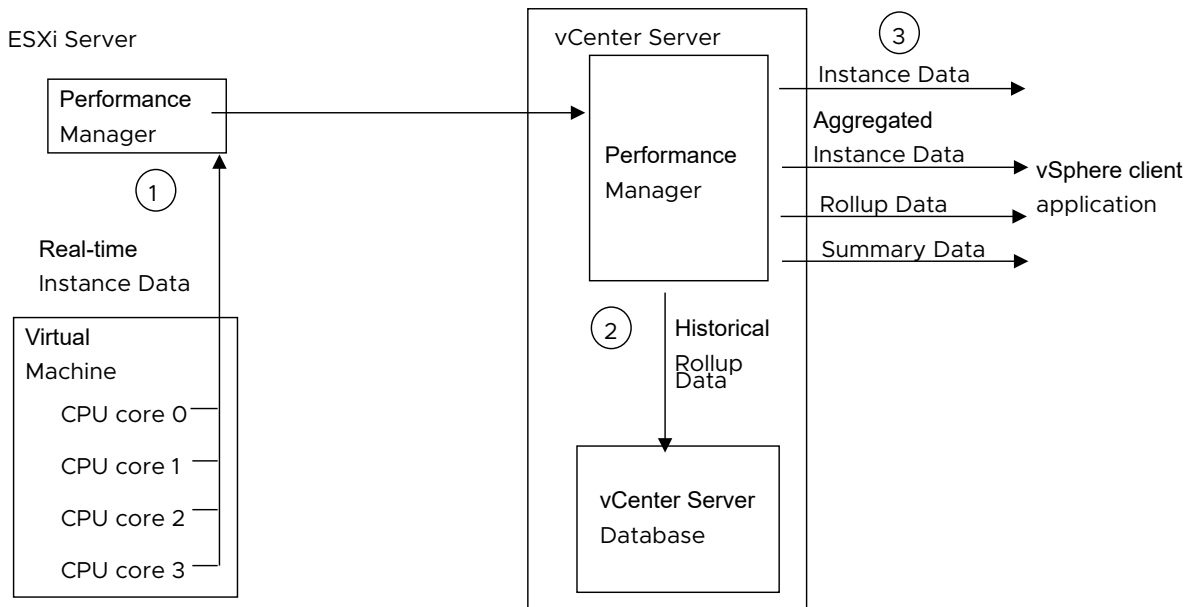 ESXi Server
Performance
Manager
1
Real-time
Instance Data
Virtual
Machine
CPU core 0
CPU core 1
CPU core 2
CPU core 3
vCenter Server
Performance
Manager
2
Historical
Rollup
Data
vCenter Server
Database
3
Instance Data
Aggregated
Instance Data
Rollup Data
Summary Data
vSphere client
application